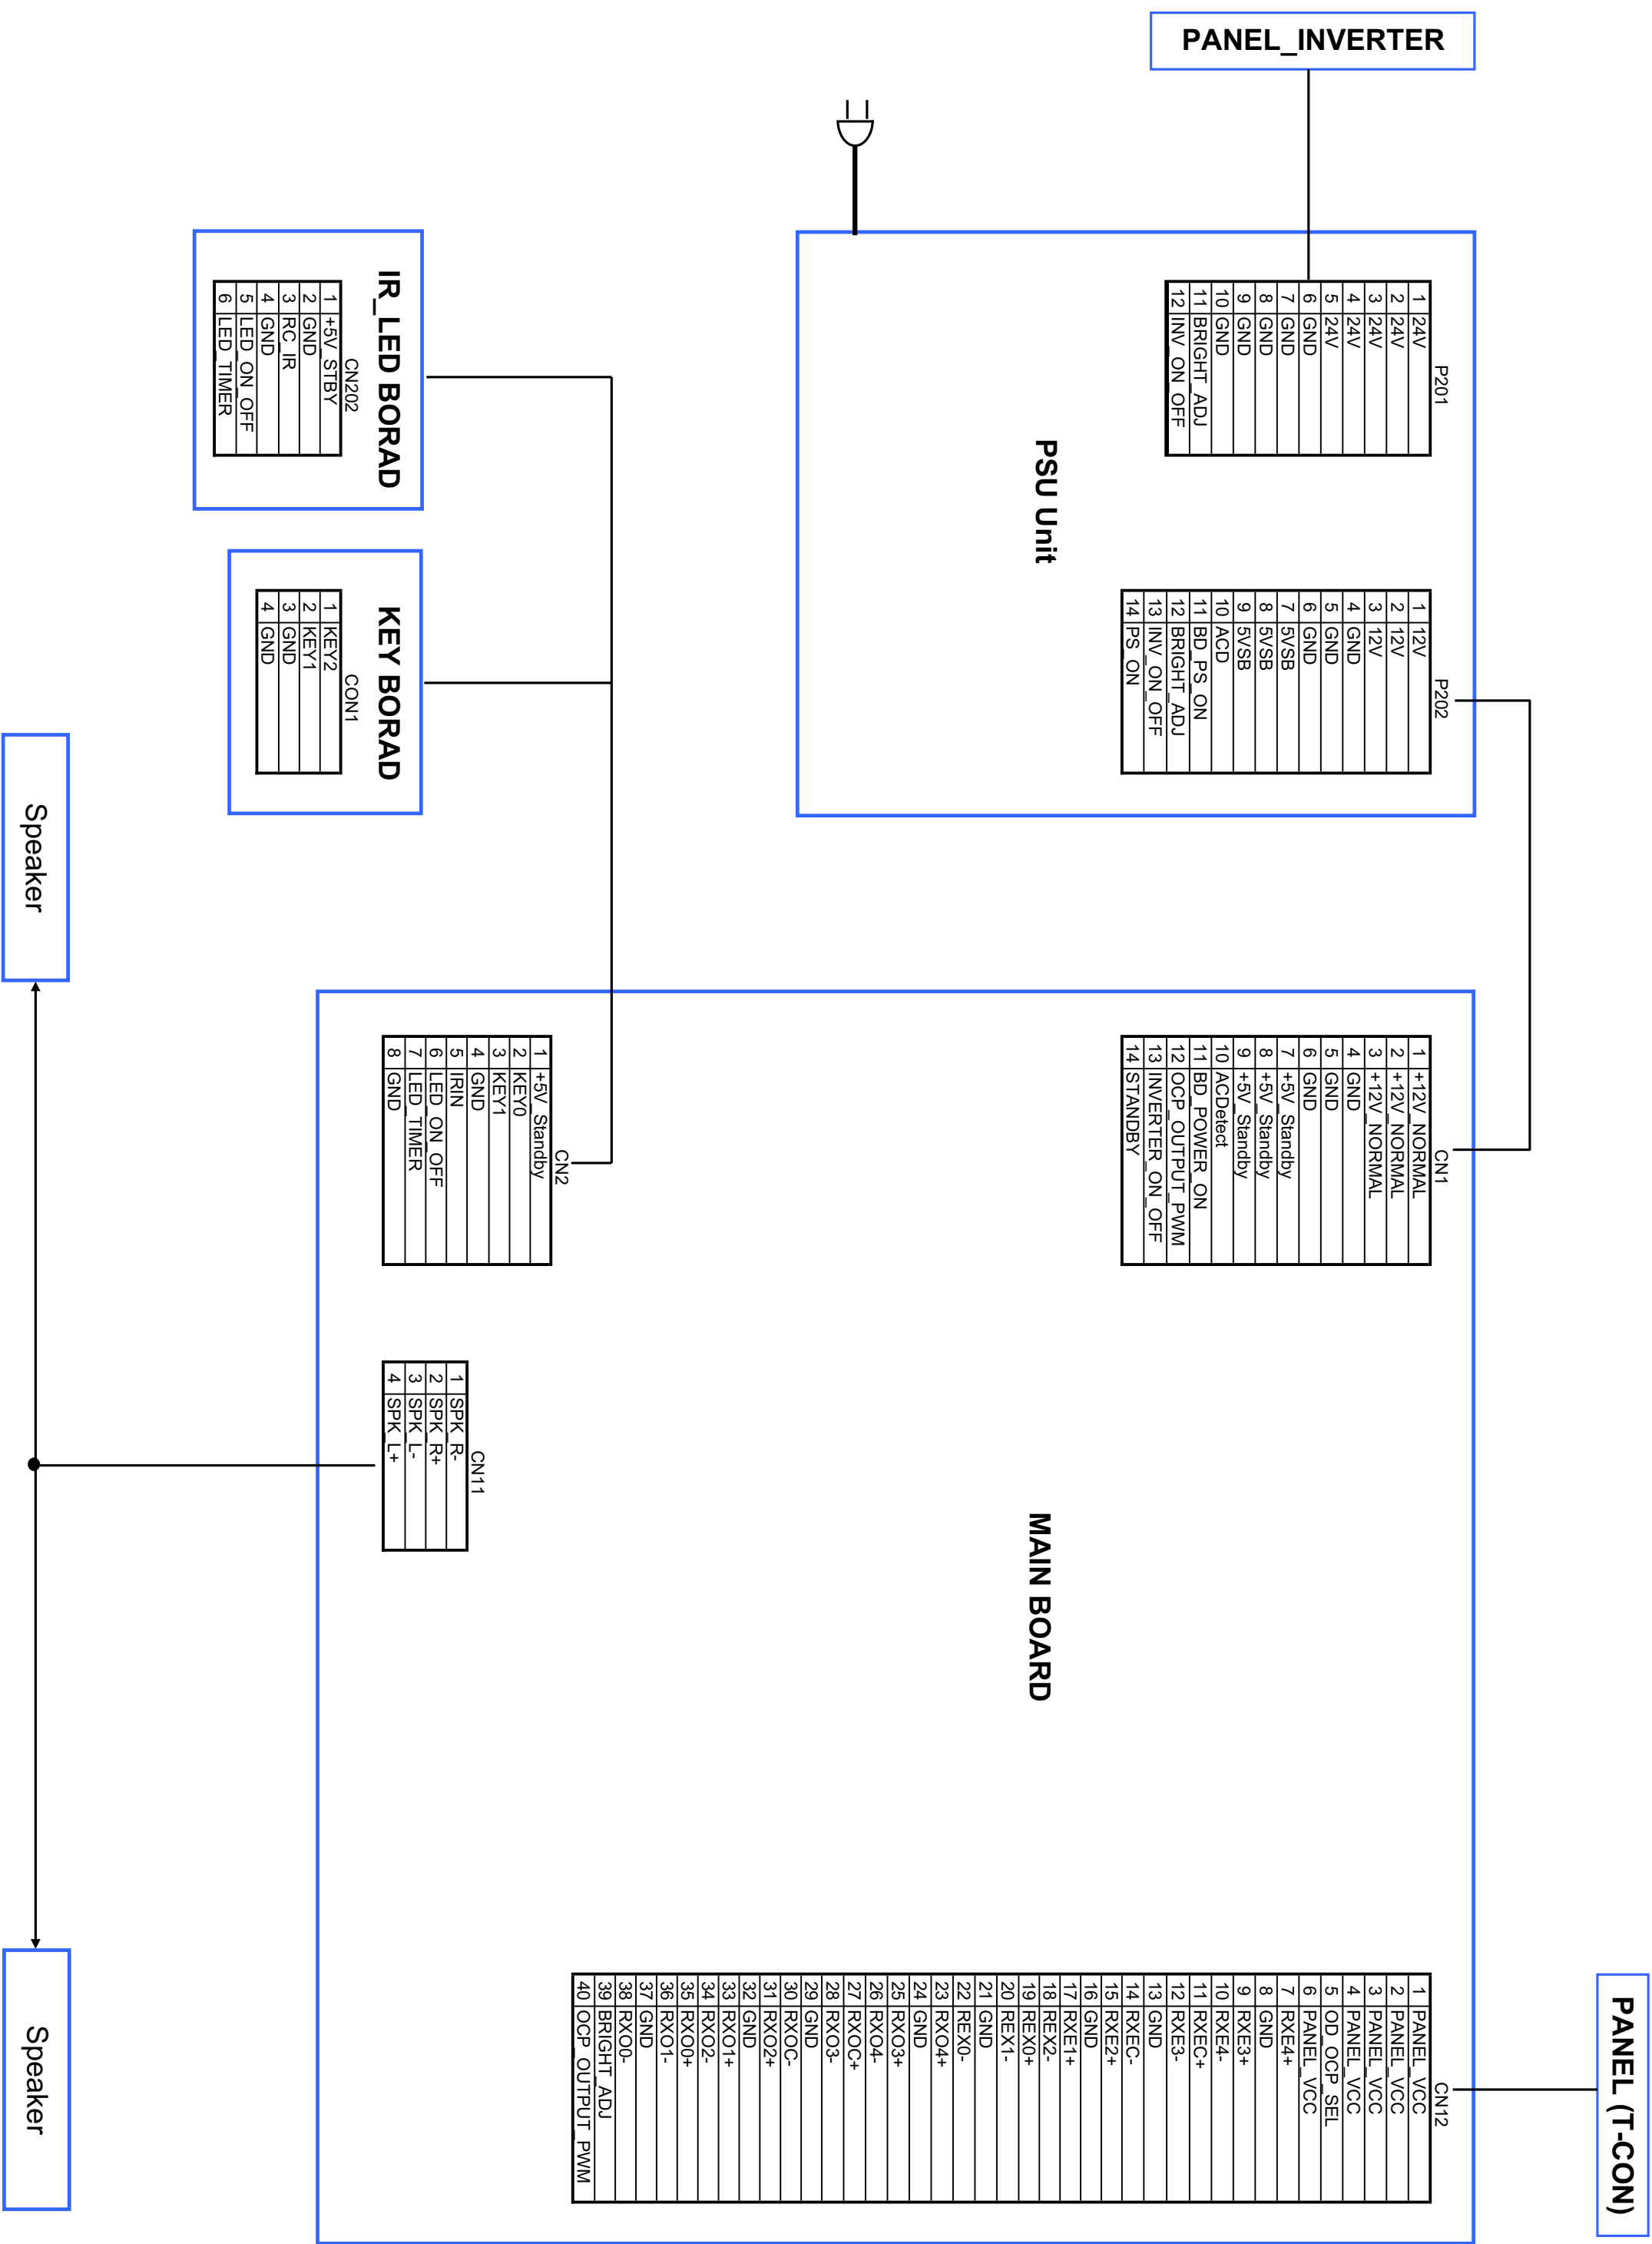 PANEL_INVERTER
P201
1 24V
2 24V
3 24V
4 24V
5 24V
6 GND
7 GND
8 GND
9 GND
10 GND
11 BRIGHT_ADJ
12 INV_ON_OFF
PSU Unit
P202
1 12V
2 12V
3 12V
4 GND
5 GND
6 GND
7 5VSB
8 5VSB
9 5VSB
10 ACD
11 BD_PS_ON
12 BRIGHT_ADJ
13 INV_ON_OFF
14 PS_ON
IR_LED BORAD
CN202
1 +5V_STBY
2 GND
3 RC_IR
4 GND
5 LED_ON_OFF
6 LED_TIMER
KEY BORAD
CON1
1 KEY2
2 KEY1
3 GND
4 GND
Speaker
CN1
1 +12V_NORMAL
2 +12V_NORMAL
3 +12V_NORMAL
4 GND
5 GND
6 GND
7 +5V_Standby
8 +5V_Standby
9 +5V_Standby
10 ACDetect
11 BD_POWER_ON
12 OCP_OUTPUT_PWM
13 INVERTER_ON_OFF
14 STANDBY
CN2
1 +5V_Standby
2 KEY0
3 KEY1
4 GND
5 IRIN
6 LED_ON_OFF
7 LED_TIMER
8 GND
CN11
1 SPK_R-
2 SPK_R+
3 SPK_L-
4 SPK_L+
MAIN BOARD
PANEL (T-CON)
CN12
1 PANEL_VCC
2 PANEL_VCC
3 PANEL_VCC
4 PANEL_VCC
5 OD_OCP_SEL
6 PANEL_VCC
7 RXE4+
8 GND
9 RXE3+
10 RXE4-
11 RXEC+
12 RXE3-
13 GND
14 RXEC-
15 RXE2+
16 GND
17 RXE1+
18 REX2-
19 REX0+
20 REX1-
21 GND
22 REX0-
23 RXO4+
24 GND
25 RXO3+
26 RXO4-
27 RXOC+
28 RXO3-
29 GND
30 RXOC-
31 RXO2+
32 GND
33 RXO1+
34 RXO2-
35 RXO0+
36 RXO1-
37 GND
38 RXO0-
39 BRIGHT_ADJ
40 OCP_OUTPUT_PWM
Speaker